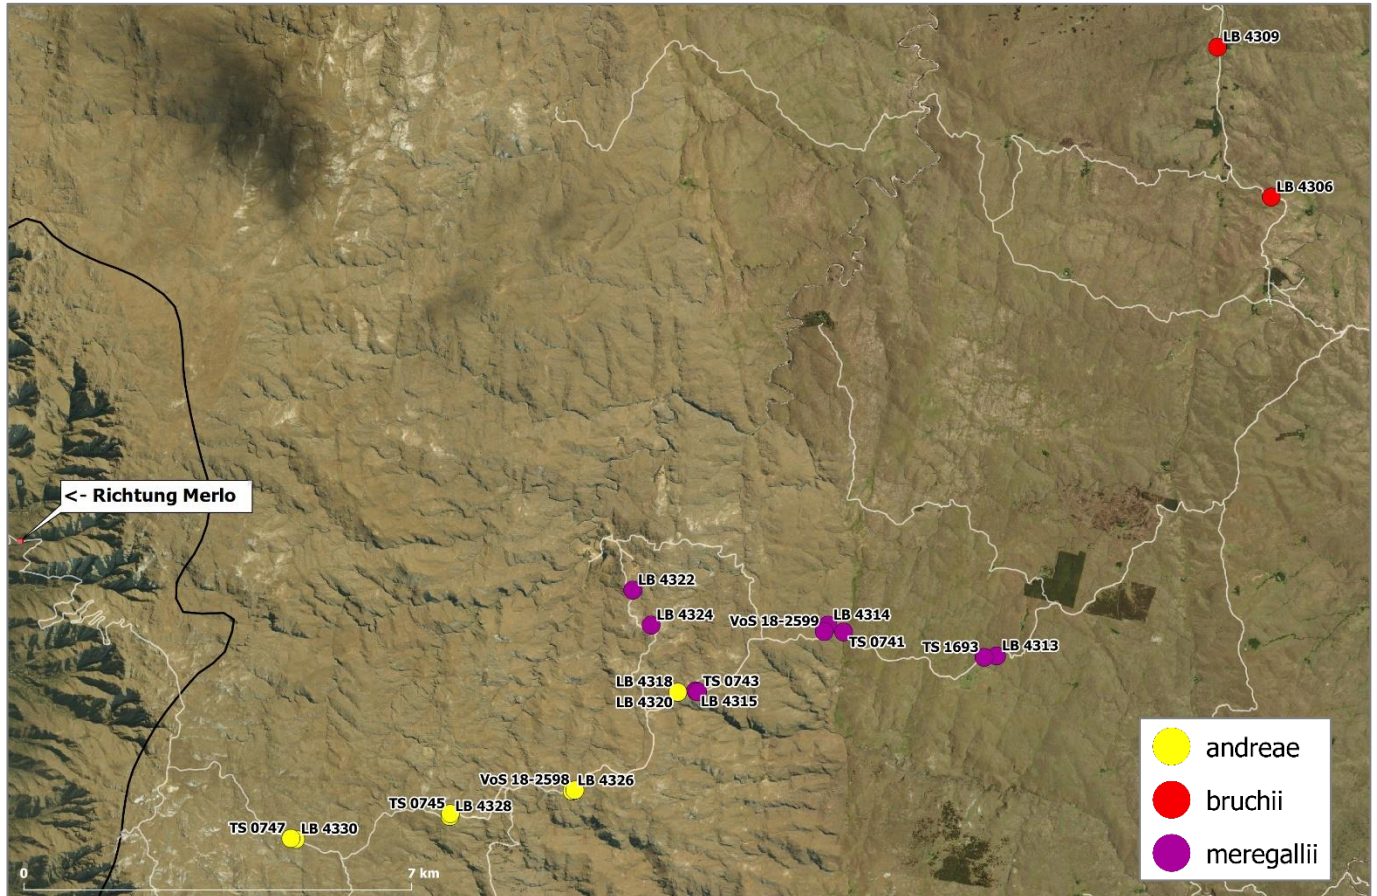 LB 4309
LB 4306
<- Richtung Merlo
LB 4322
LB 4324
VoS 18-2599
LB 4314
TS 0741
TS 1693
LB 4313
LB 4318
TS 0743
LB 4320
LB 4315
VoS 18-2598
LB 4326
TS 0745
LB 4328
TS 0747
LB 4330
0
7 km
andreae
bruchii
meregallii